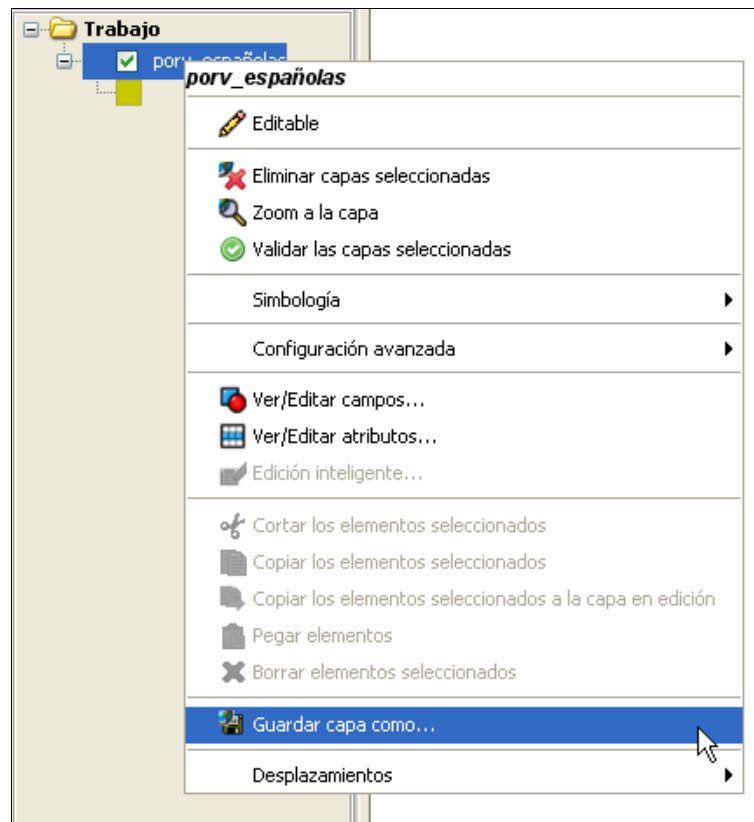 Trabajo
porv_españolas
porv_españolas
Editable
Eliminar capas seleccionadas
Zoom a la capa
Validar las capas seleccionadas
Simbología
Configuración avanzada
Ver/Editar campos...
Ver/Editar atributos...
Edición inteligente...
Cortar los elementos seleccionados
Copiar los elementos seleccionados
Copiar los elementos seleccionados a la capa en edición
Pegar elementos
Borrar elementos seleccionados
Guardar capa como...
Desplazamientos